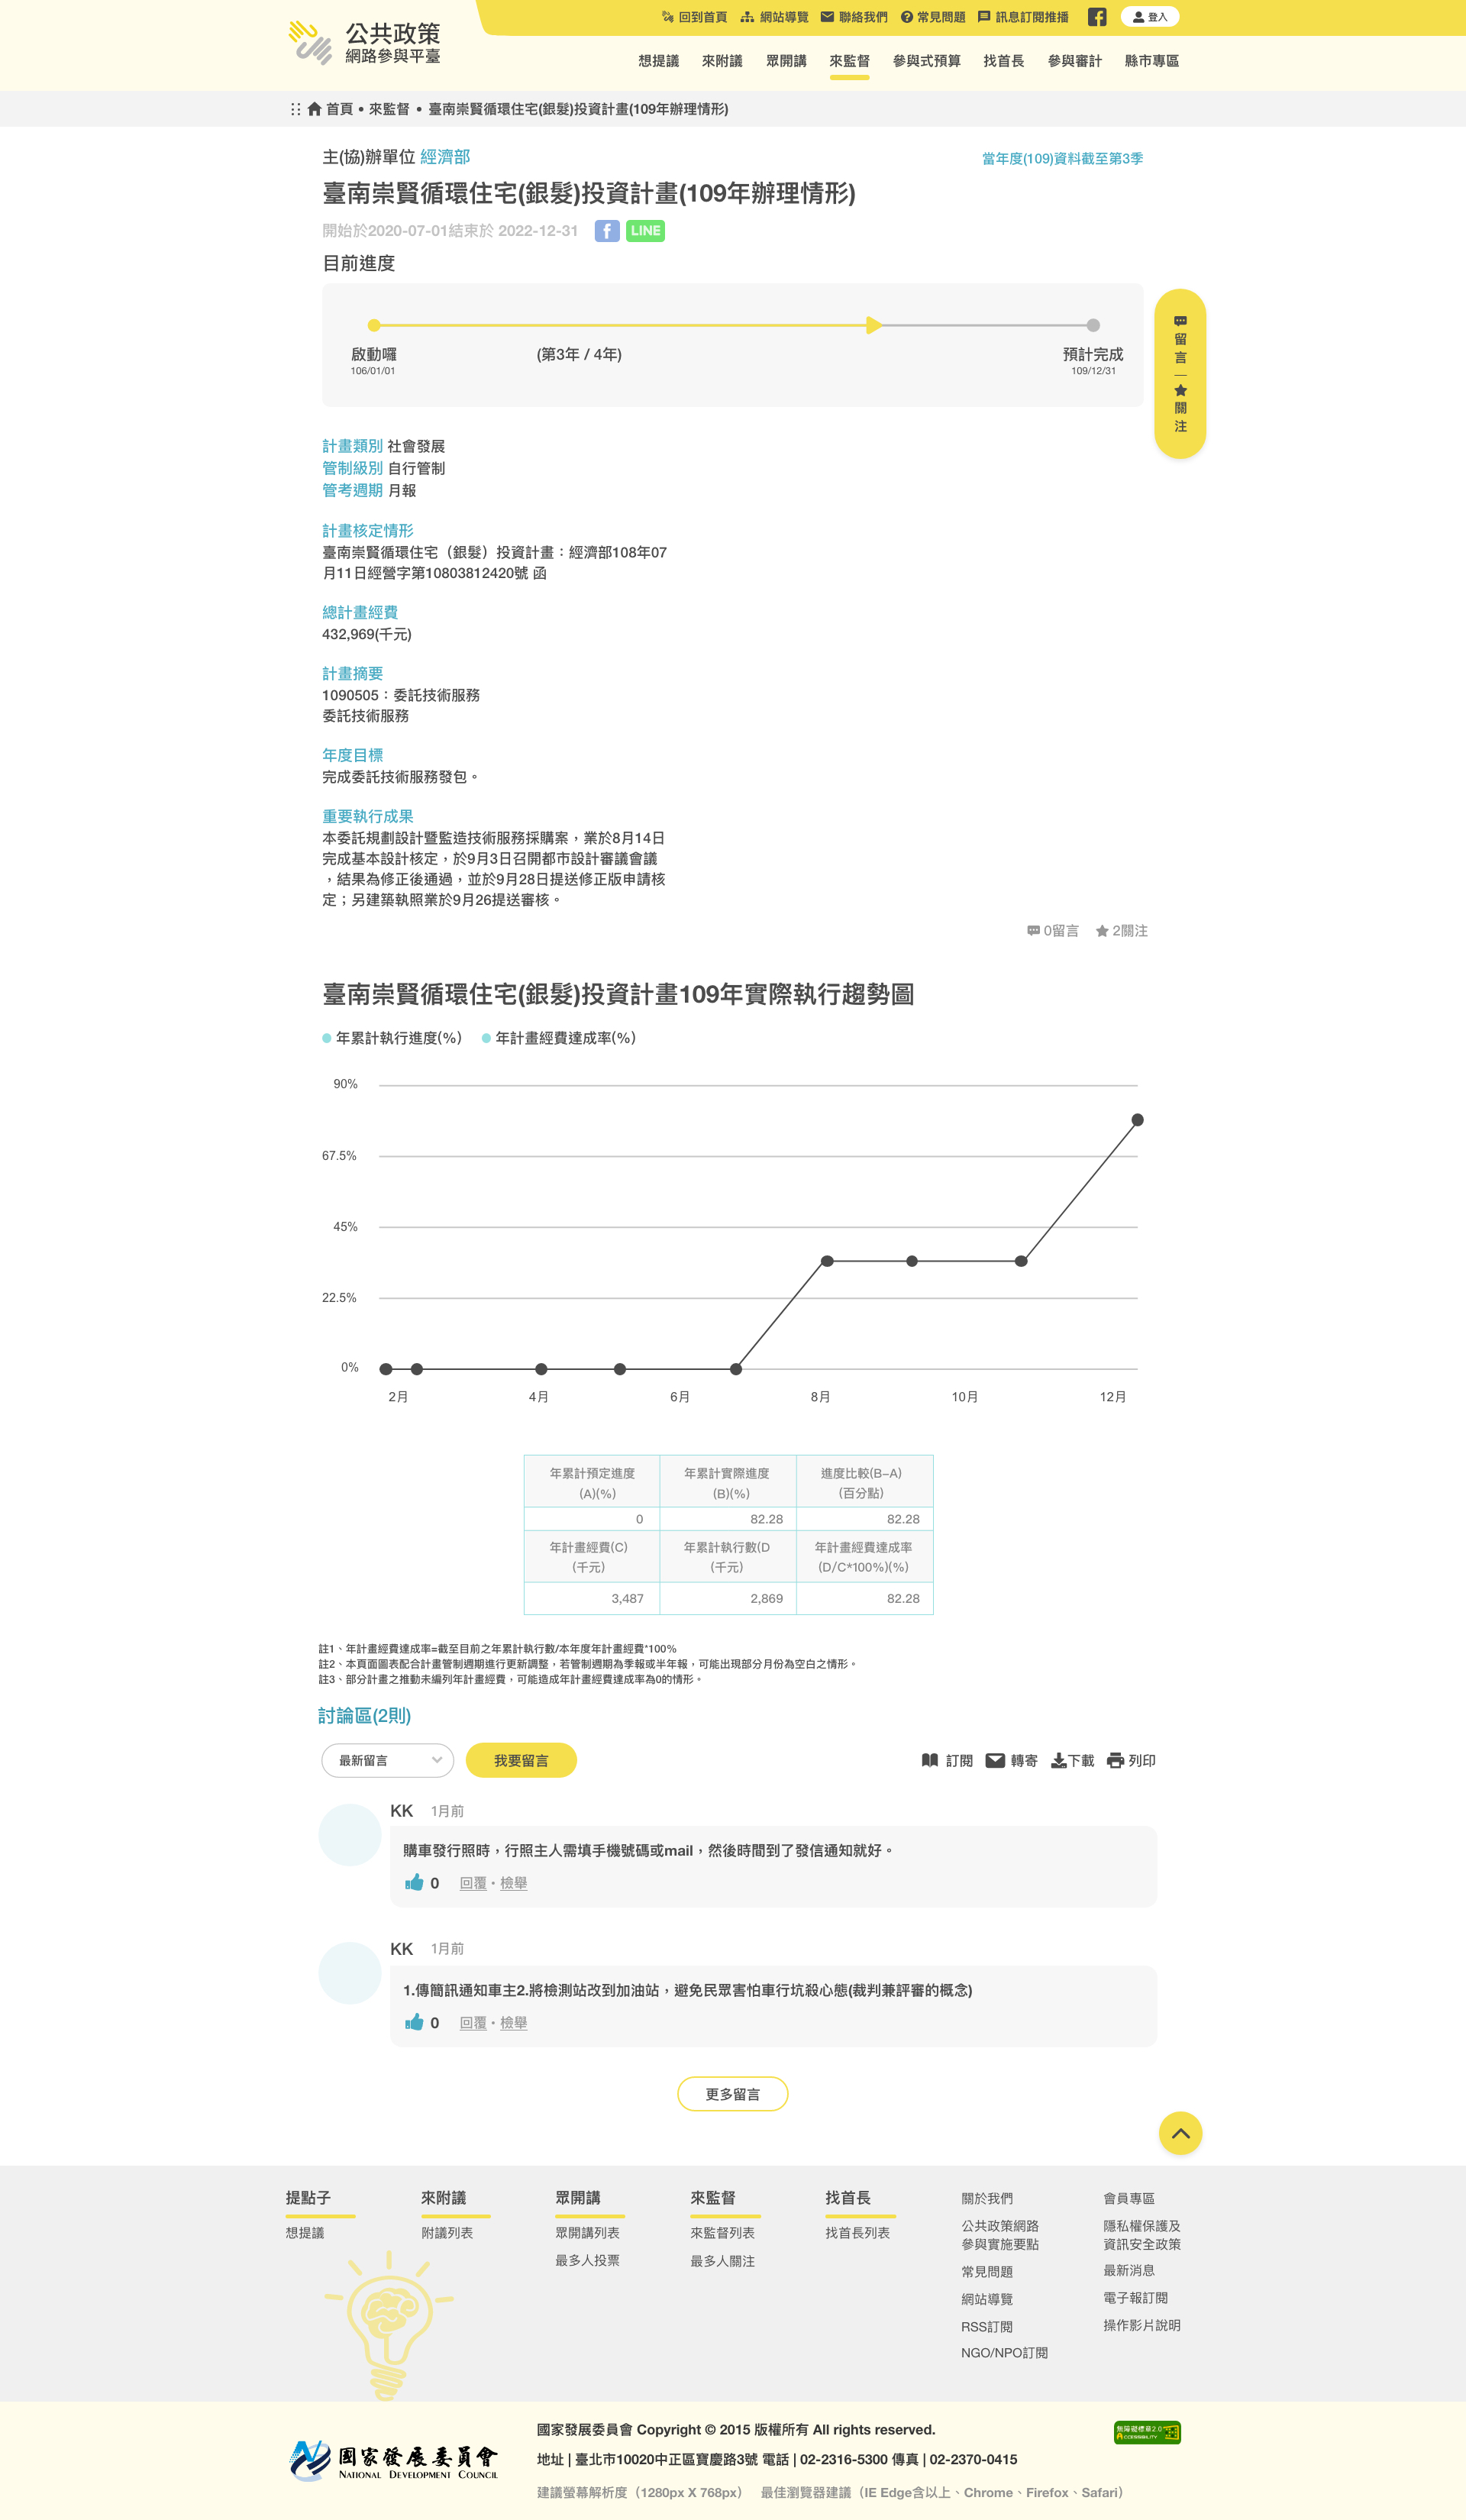 公共政策
網路參與平臺
回到首頁 網站導覽 聯絡我們 常見問題 訊息訂閱推播 登入
想提議 來附議 眾開講 來監督 參與式預算 找首長 參與審計 縣市專區
首頁 • 來監督 • 臺南崇賢循環住宅(銀髮)投資計畫(109年辦理情形)
主(協)辦單位 經濟部
當年度(109)資料截至第3季
臺南崇賢循環住宅(銀髮)投資計畫(109年辦理情形)
開始於2020-07-01結束於 2022-12-31 LINE
目前進度
啟動囉 (第3年 / 4年) 預計完成
106/01/01 109/12/31
留言
關注
計畫類別 社會發展
管制級別 自行管制
管考週期 月報
計畫核定情形
臺南崇賢循環住宅（銀髮）投資計畫：經濟部108年07
月11日經營字第10803812420號 函
總計畫經費
432,969(千元)
計畫摘要
1090505：委託技術服務
委託技術服務
年度目標
完成委託技術服務發包。
重要執行成果
本委託規劃設計暨監造技術服務採購案，業於8月14日
完成基本設計核定，於9月3日召開都市設計審議會議
，結果為修正後通過，並於9月28日提送修正版申請核
定；另建築執照業於9月26提送審核。
0留言 2關注
臺南崇賢循環住宅(銀髮)投資計畫109年實際執行趨勢圖
年累計執行進度(%) 年計畫經費達成率(%)
90%
67.5%
45%
22.5%
0%
2月 4月 6月 8月 10月 12月
年累計預定進度 年累計實際進度 進度比較(B–A)
(A)(%) (B)(%) (百分點)
0 82.28 82.28
年計畫經費(C) 年累計執行數(D 年計畫經費達成率
(千元) (千元) (D/C*100%)(%)
3,487 2,869 82.28
註1、年計畫經費達成率=截至目前之年累計執行數/本年度年計畫經費*100%
註2、本頁面圖表配合計畫管制週期進行更新調整，若管制週期為季報或半年報，可能出現部分月份為空白之情形。
註3、部分計畫之推動未編列年計畫經費，可能造成年計畫經費達成率為0的情形。
討論區(2則)
最新留言 我要留言 訂閱 轉寄 下載 列印
KK 1月前
購車發行照時，行照主人需填手機號碼或mail，然後時間到了發信通知就好。
0 回覆・檢舉
KK 1月前
1.傳簡訊通知車主2.將檢測站改到加油站，避免民眾害怕車行坑殺心態(裁判兼評審的概念)
0 回覆・檢舉
更多留言
提點子 來附議 眾開講 來監督 找首長 關於我們 會員專區
想提議 附議列表 眾開講列表 來監督列表 找首長列表 公共政策網路 隱私權保護及
參與實施要點 資訊安全政策
最多人投票 最多人關注 常見問題 最新消息
網站導覽 電子報訂閱
RSS訂閱 操作影片說明
NGO/NPO訂閱
國家發展委員會 Copyright © 2015 版權所有 All rights reserved.
無障礙標章2.0
ACCESSIBILITY
國家發展委員會
NATIONAL DEVELOPMENT COUNCIL
地址 | 臺北市10020中正區寶慶路3號 電話 | 02-2316-5300 傳真 | 02-2370-0415
建議螢幕解析度（1280px X 768px） 最佳瀏覽器建議（IE Edge含以上、Chrome、Firefox、Safari）